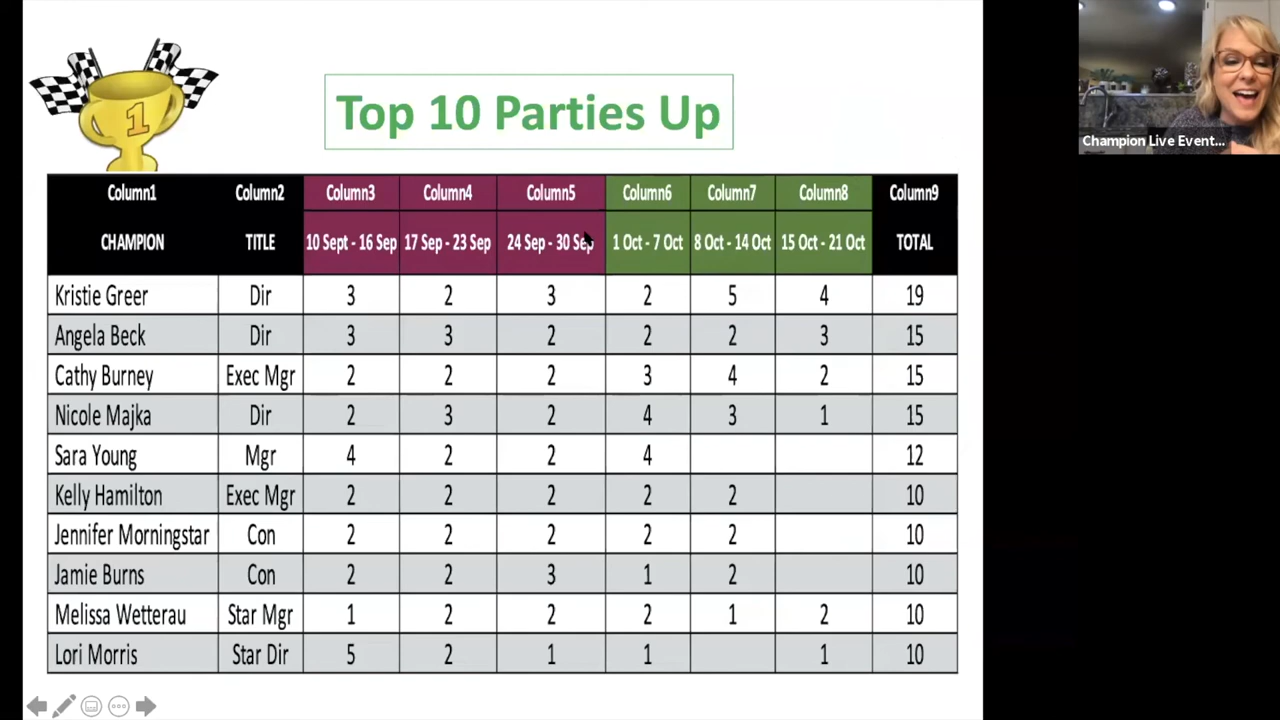 1
Top 10 Parties Up
Champion Live Event...
Column1 Column2 Column3 Column4 Column5 Column6 Column7 Column8 Column9
CHAMPION TITLE 10 Sept - 16 Sep 17 Sep - 23 Sep 24 Sep - 30 Sep 1 Oct - 7 Oct 8 Oct - 14 Oct 15 Oct - 21 Oct TOTAL
Kristie Greer Dir 3 2 3 2 5 4 19
Angela Beck Dir 3 3 2 2 2 3 15
Cathy Burney Exec Mgr 2 2 2 3 4 2 15
Nicole Majka Dir 2 3 2 4 3 1 15
Sara Young Mgr 4 2 2 4 12
Kelly Hamilton Exec Mgr 2 2 2 2 2 10
Jennifer Morningstar Con 2 2 2 2 2 10
Jamie Burns Con 2 2 3 1 2 10
Melissa Wetterau Star Mgr 1 2 2 2 1 2 10
Lori Morris Star Dir 5 2 1 1 1 10